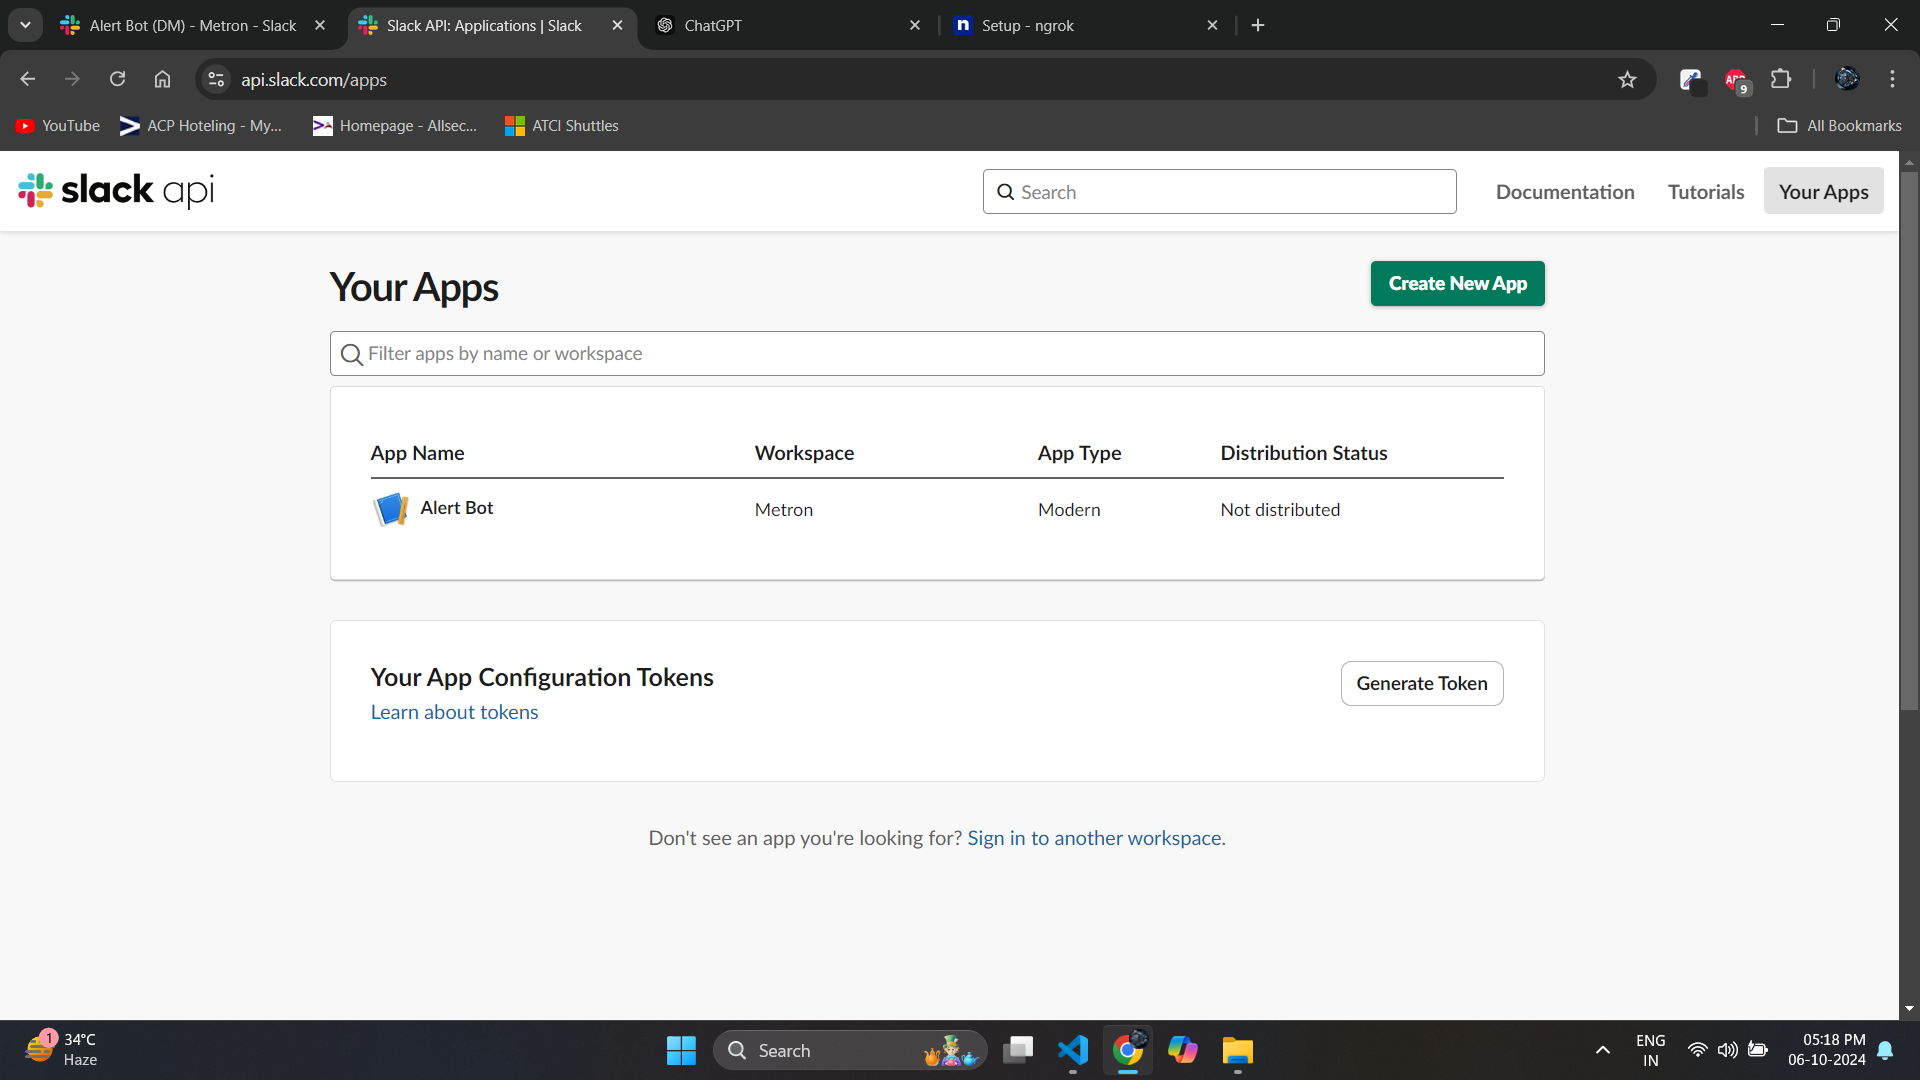 Alert Bot (DM) - Metron - Slack
Slack API: Applications | Slack
ChatGPT
Setup - ngrok
api.slack.com/apps
ABP
9
YouTube
ACP Hoteling - My...
Homepage - Allsec...
ATCI Shuttles
All Bookmarks
slack api
Search
Documentation
Tutorials
Your Apps
Your Apps
Create New App
Filter apps by name or workspace
App Name
Workspace
App Type
Distribution Status
Alert Bot
Metron
Modern
Not distributed
Your App Configuration Tokens
Generate Token
Learn about tokens
Don't see an app you're looking for? Sign in to another workspace.
1
34°C
Haze
Search
ENG
IN
05:18 PM
06-10-2024